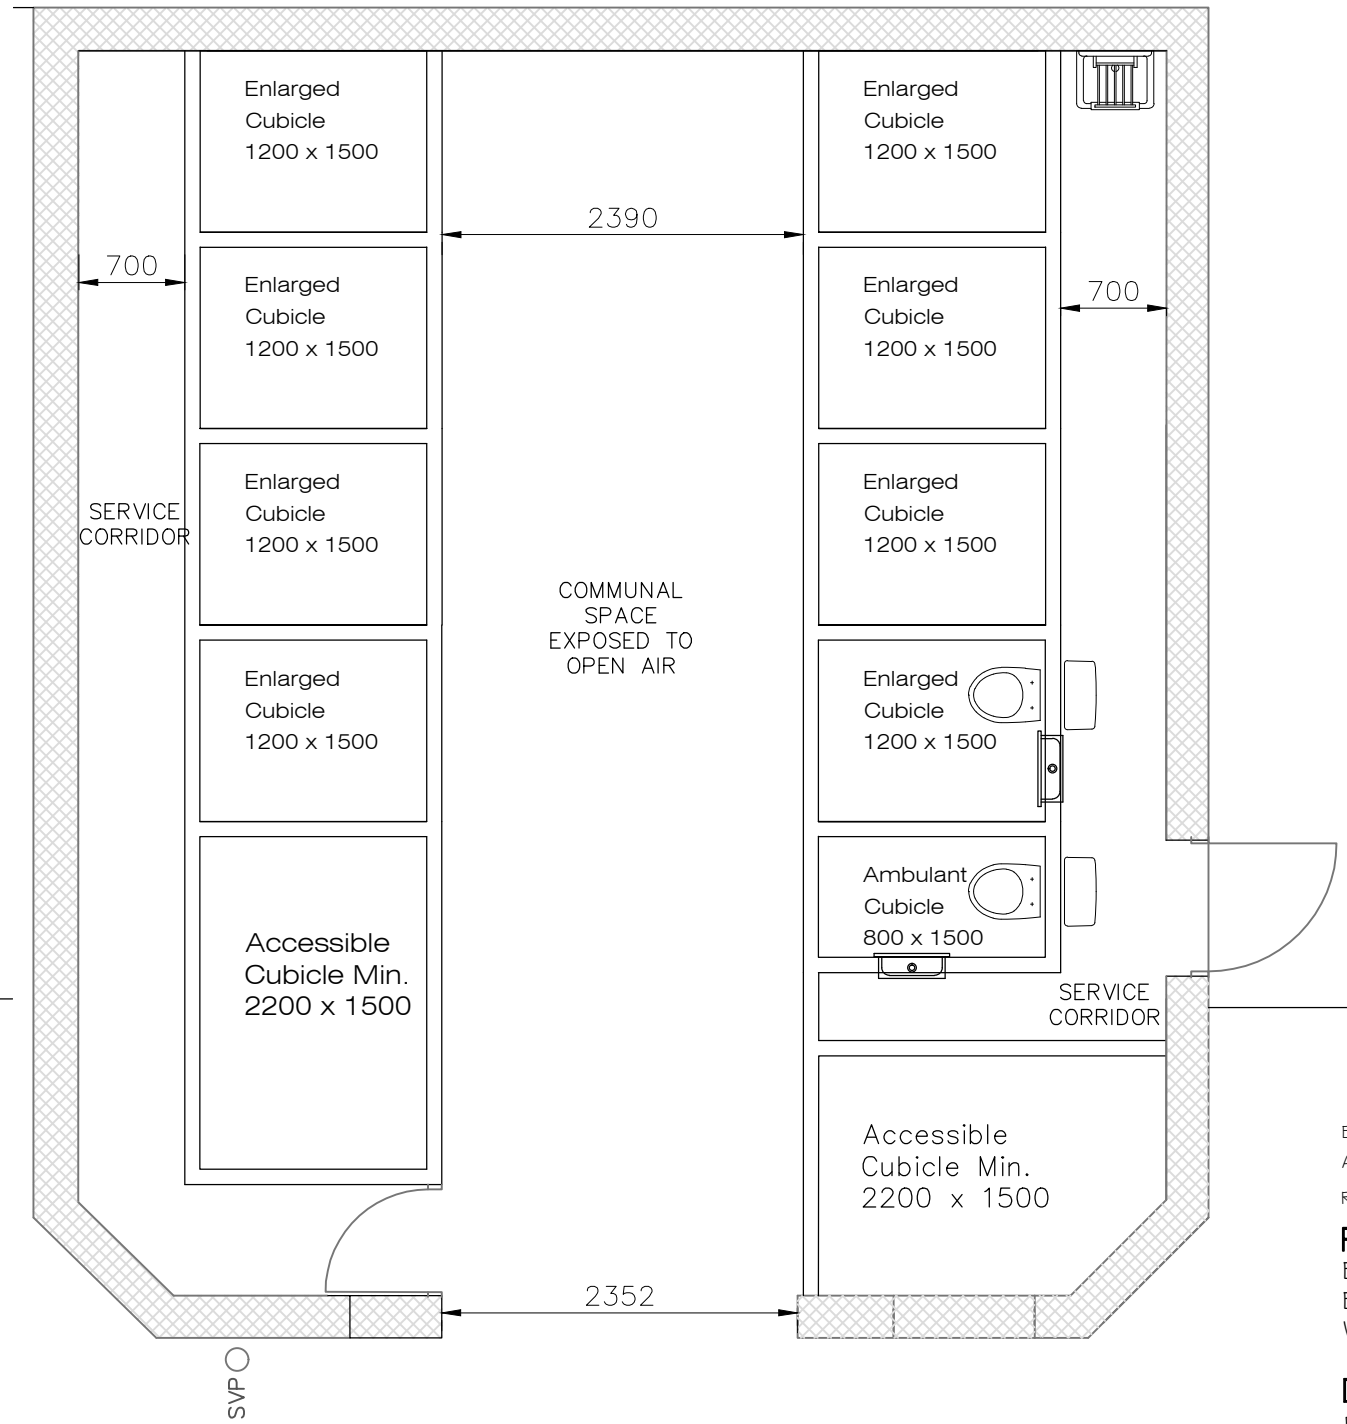 Enlarged
Cubicle
1200 x 1500
Enlarged
Cubicle
1200 x 1500
2390
700
Enlarged
Cubicle
1200 x 1500
Enlarged
Cubicle
1200 x 1500
700
Enlarged
Cubicle
1200 x 1500
SERVICE
CORRIDOR
Enlarged
Cubicle
1200 x 1500
COMMUNAL
SPACE
EXPOSED TO
OPEN AIR
Enlarged
Cubicle
1200 x 1500
Enlarged
Cubicle
1200 x 1500
Ambulant
Cubicle
800 x 1500
Accessible
Cubicle Min.
2200 x 1500
SERVICE
CORRIDOR
Accessible
Cubicle Min.
2200 x 1500
2352
SVP